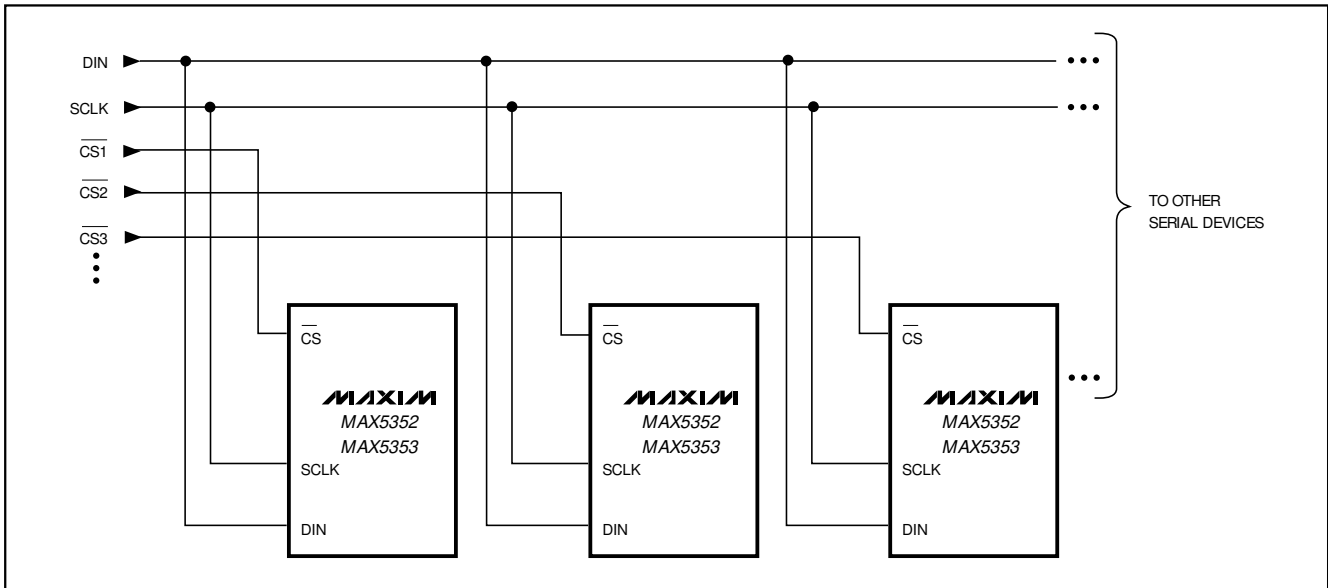 DIN
SCLK
CS1
CS2
CS3
TO OTHER
SERIAL DEVICES
CS
MAXIM
MAX5352
MAX5353
SCLK
DIN
CS
MAXIM
MAX5352
MAX5353
SCLK
DIN
CS
MAXIM
MAX5352
MAX5353
SCLK
DIN